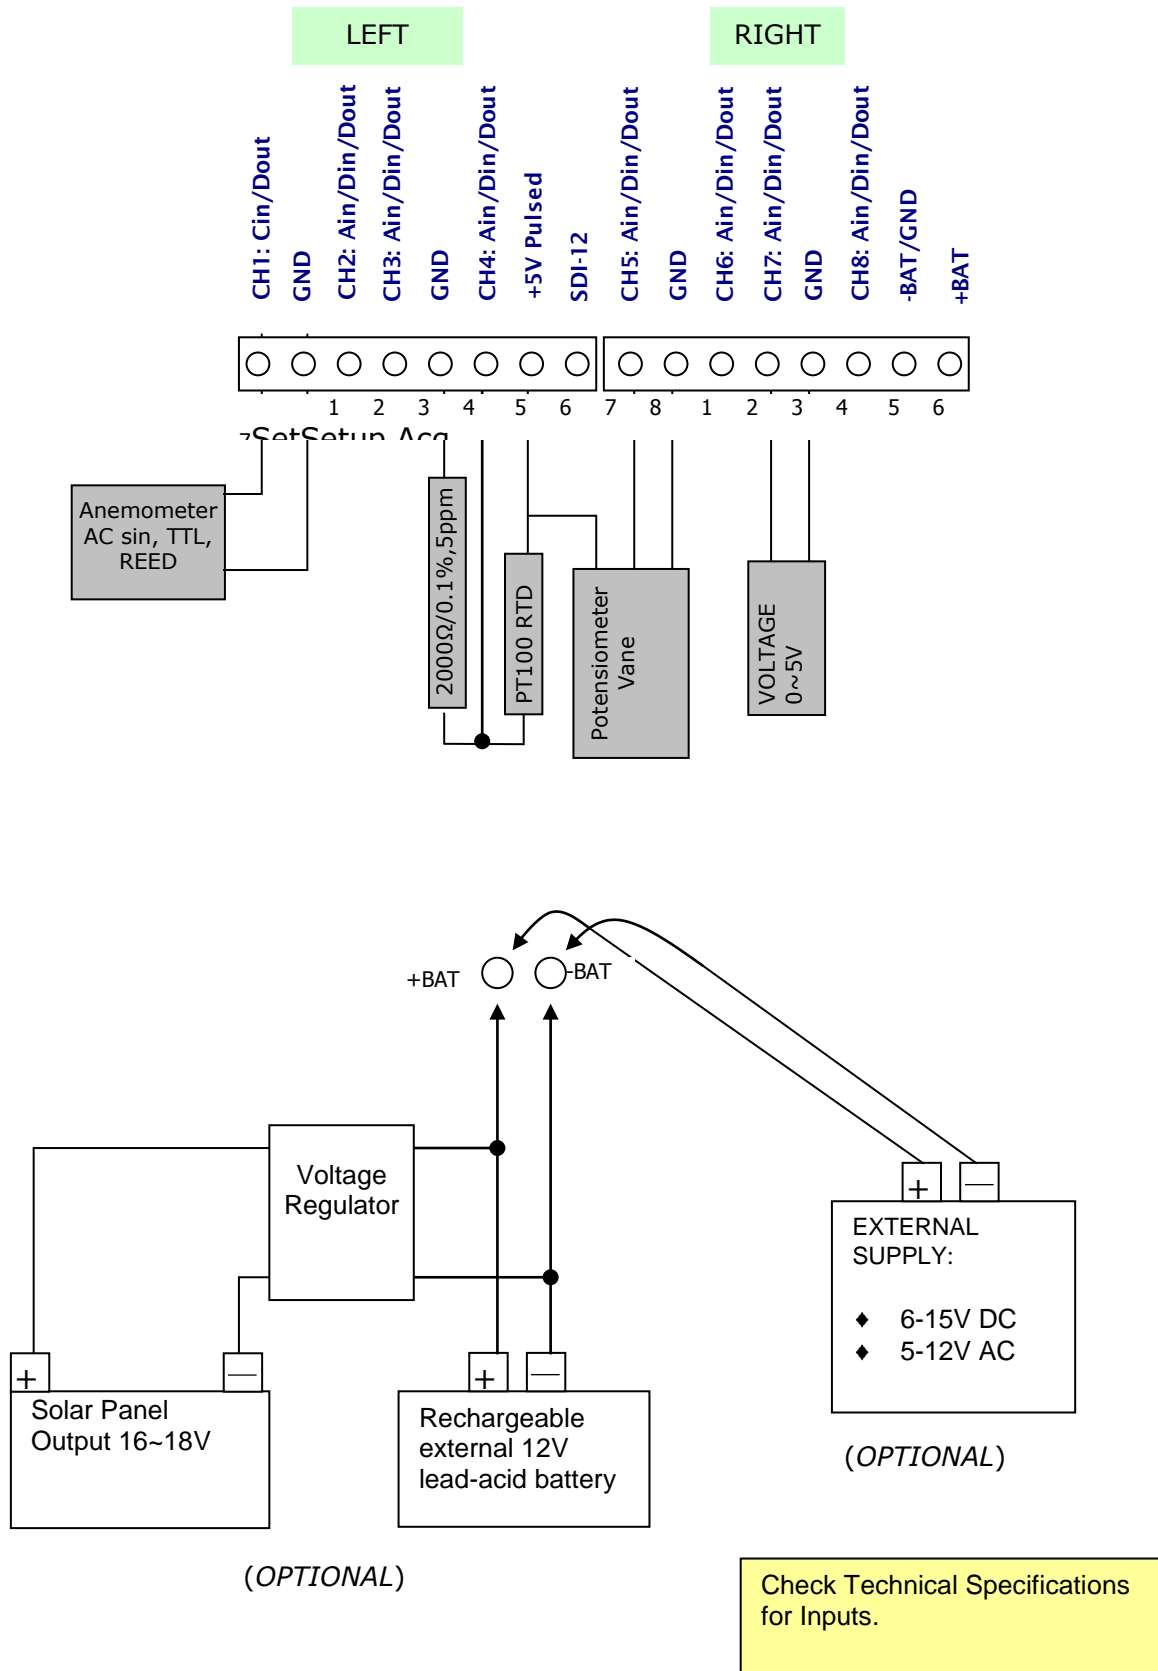 LEFT
RIGHT
CH1: Cin/Dout
GND
CH2: Ain/Din/Dout
CH3: Ain/Din/Dout
GND
CH4: Ain/Din/Dout
+5V Pulsed
SDI-12
CH5: Ain/Din/Dout
GND
CH6: Ain/Din/Dout
CH7: Ain/Din/Dout
GND
CH8: Ain/Din/Dout
-BAT/GND
+BAT
1 2 3 4 5 6 7 8 1 2 3 4 5 6
7SetSetup Acq
Anemometer
AC sin, TTL,
REED
2000Ω/0.1%,5ppm
PT100 RTD
Potensiometer
Vane
VOLTAGE
0~5V
+BAT
-BAT
Voltage
Regulator
+
—
EXTERNAL
SUPPLY:
♦ 6-15V DC
♦ 5-12V AC
(OPTIONAL)
+
—
Solar Panel
Output 16~18V
+
—
Rechargeable
external 12V
lead-acid battery
(OPTIONAL)
Check Technical Specifications
for Inputs.